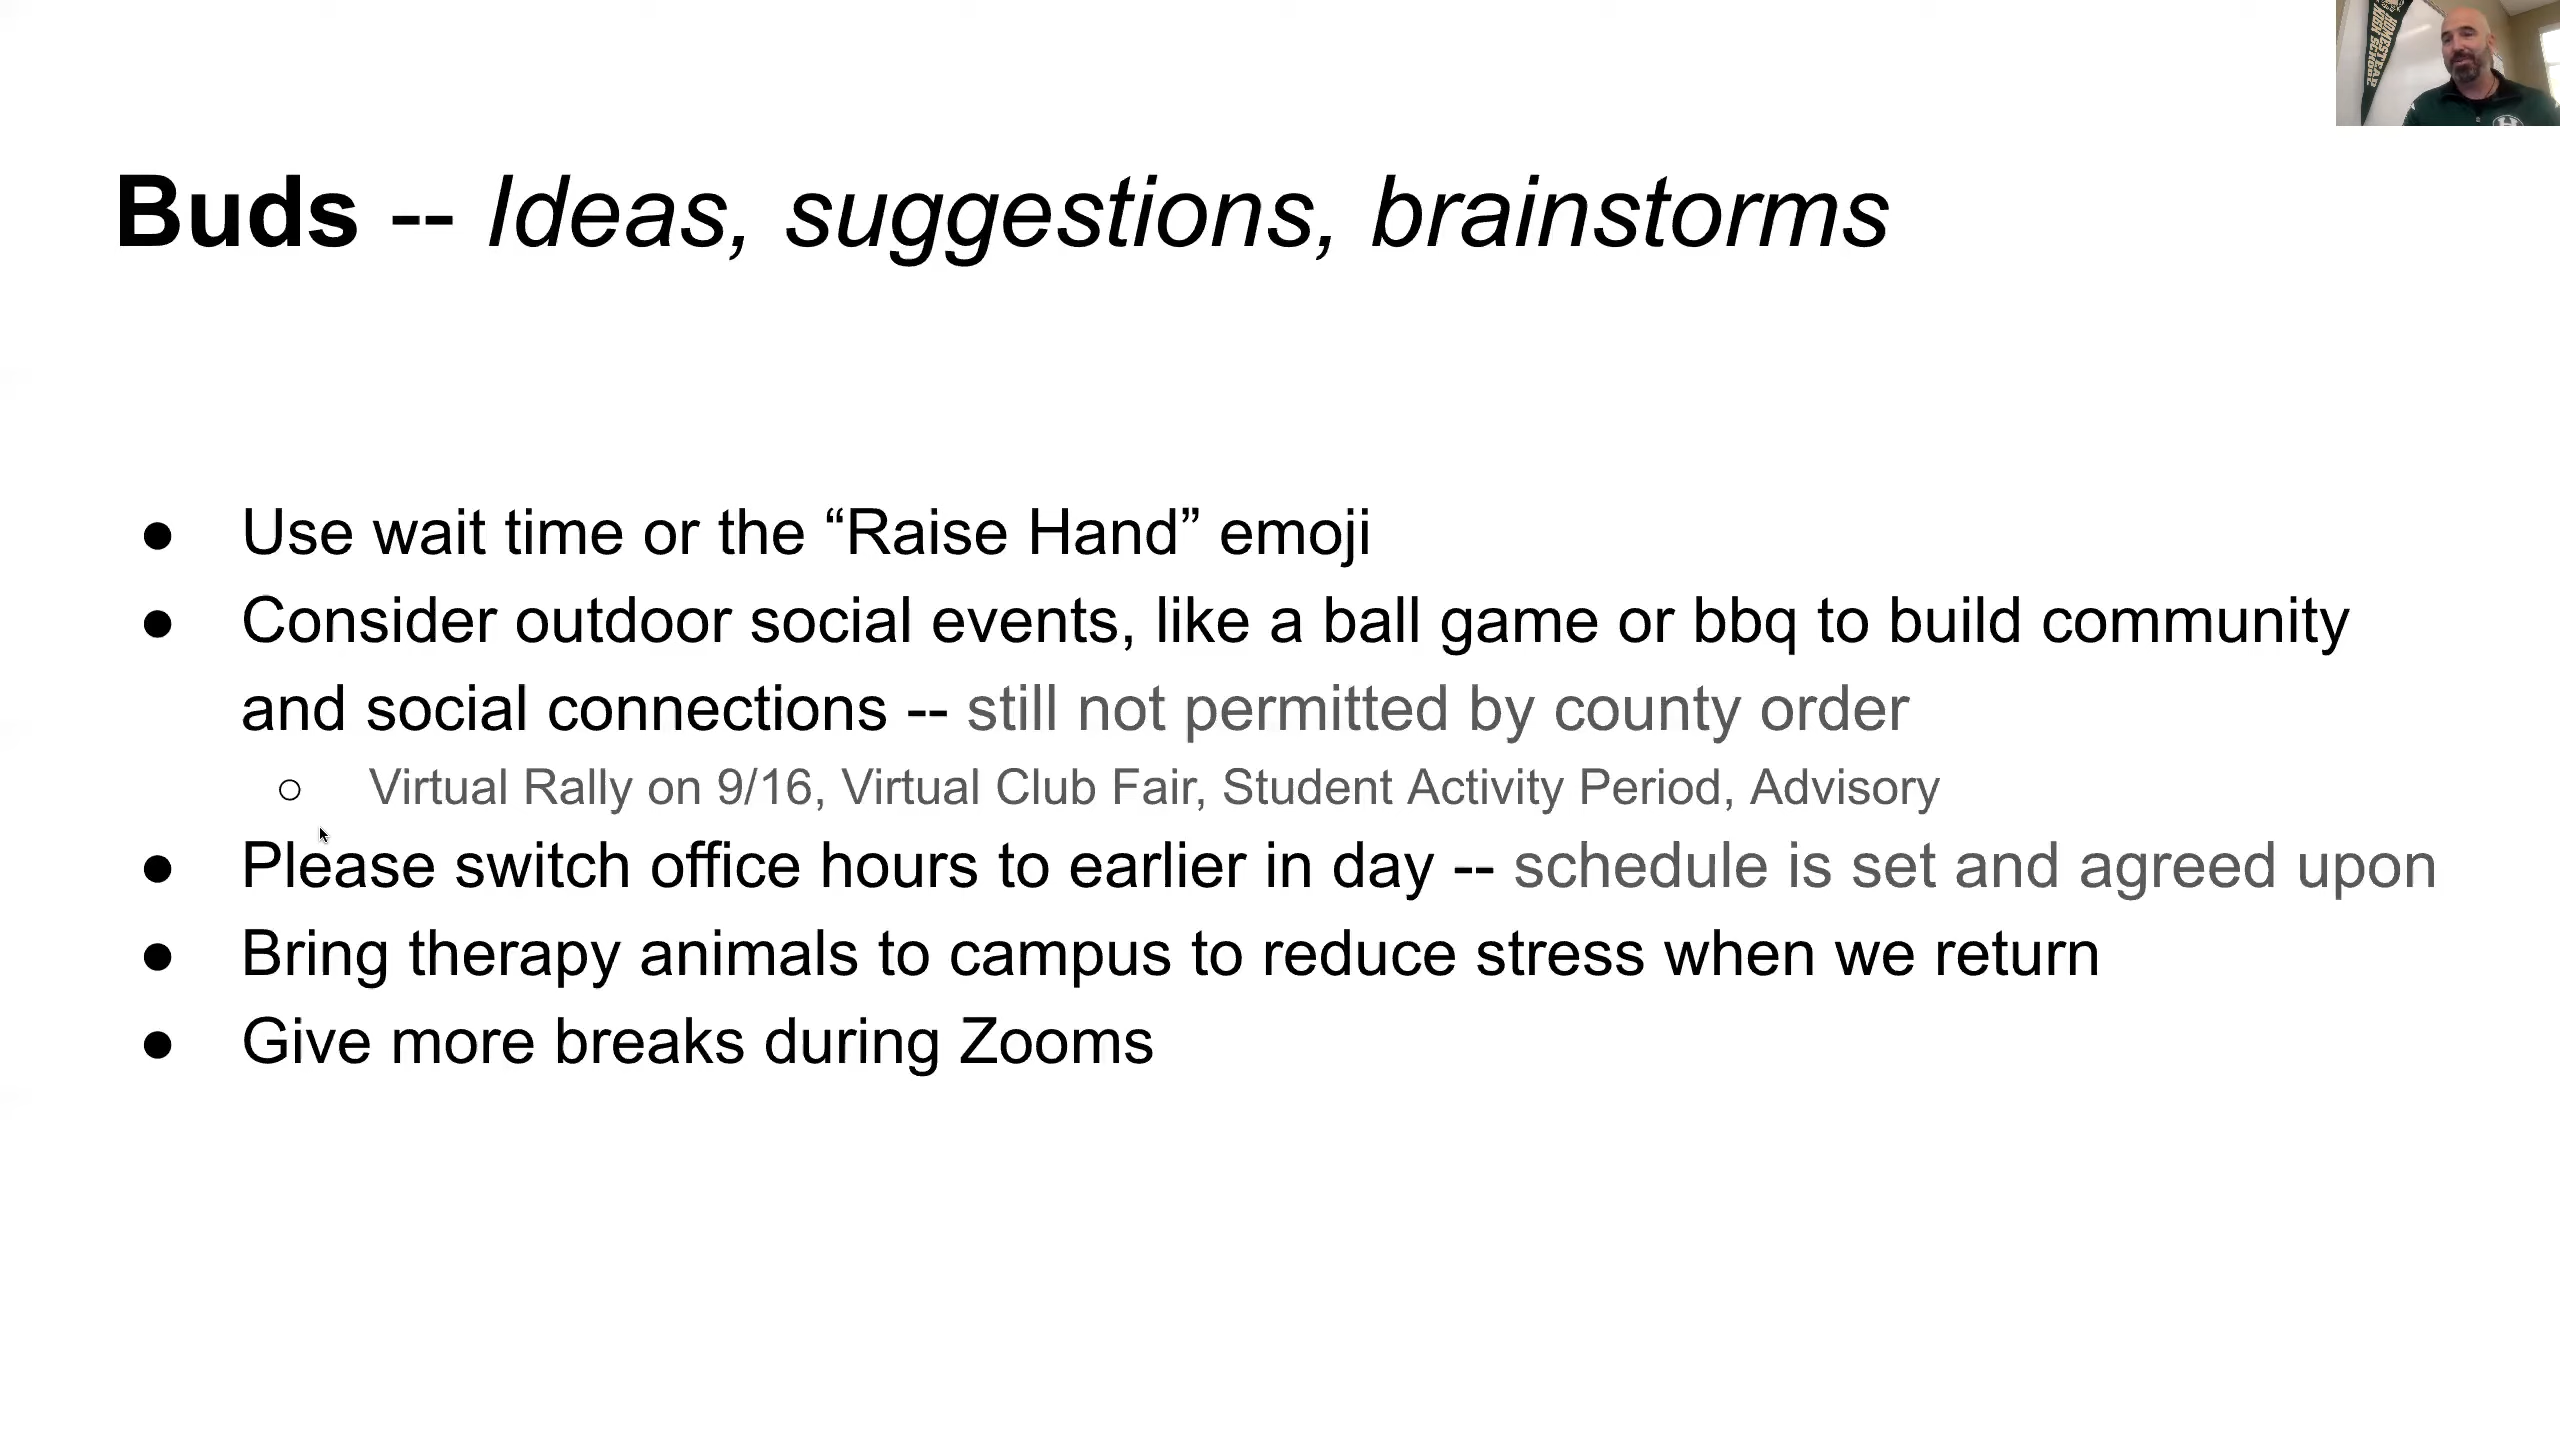 HOMESTEAD
HIGH SCHOOL
H
Buds -- Ideas, suggestions, brainstorms
● Use wait time or the “Raise Hand” emoji
● Consider outdoor social events, like a ball game or bbq to build community
and social connections -- still not permitted by county order
○ Virtual Rally on 9/16, Virtual Club Fair, Student Activity Period, Advisory
● Please switch office hours to earlier in day -- schedule is set and agreed upon
● Bring therapy animals to campus to reduce stress when we return
● Give more breaks during Zooms